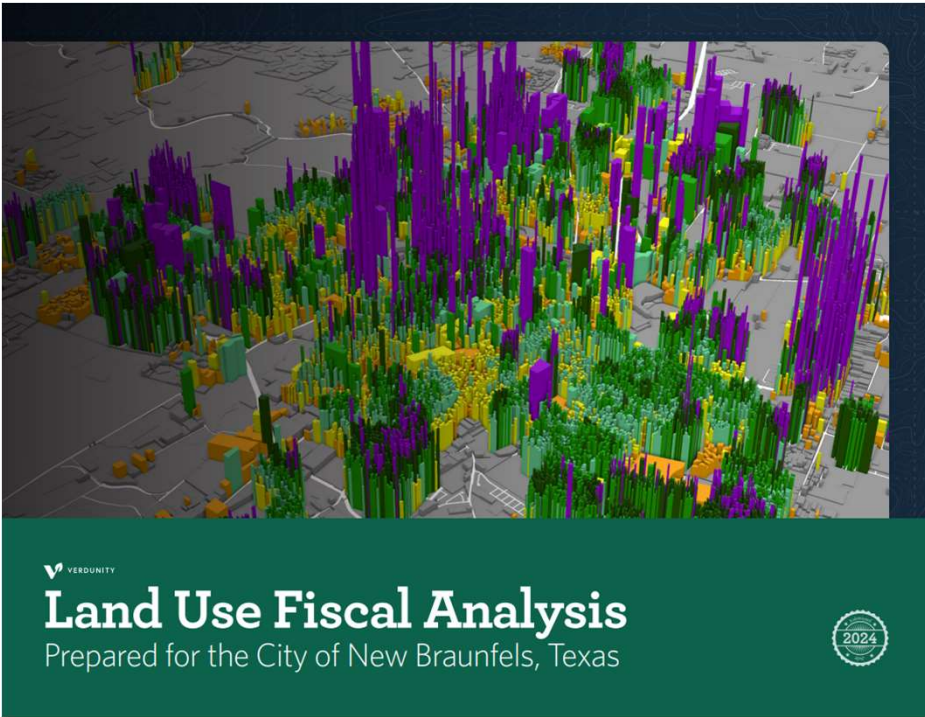 VERDUNITY
Land Use Fiscal Analysis
Prepared for the City of New Braunfels, Texas
2024